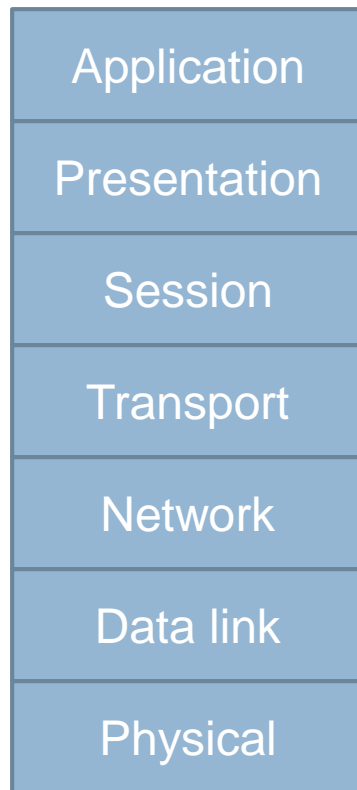 Application
Presentation
Session
Transport
Network
Data link
Physical